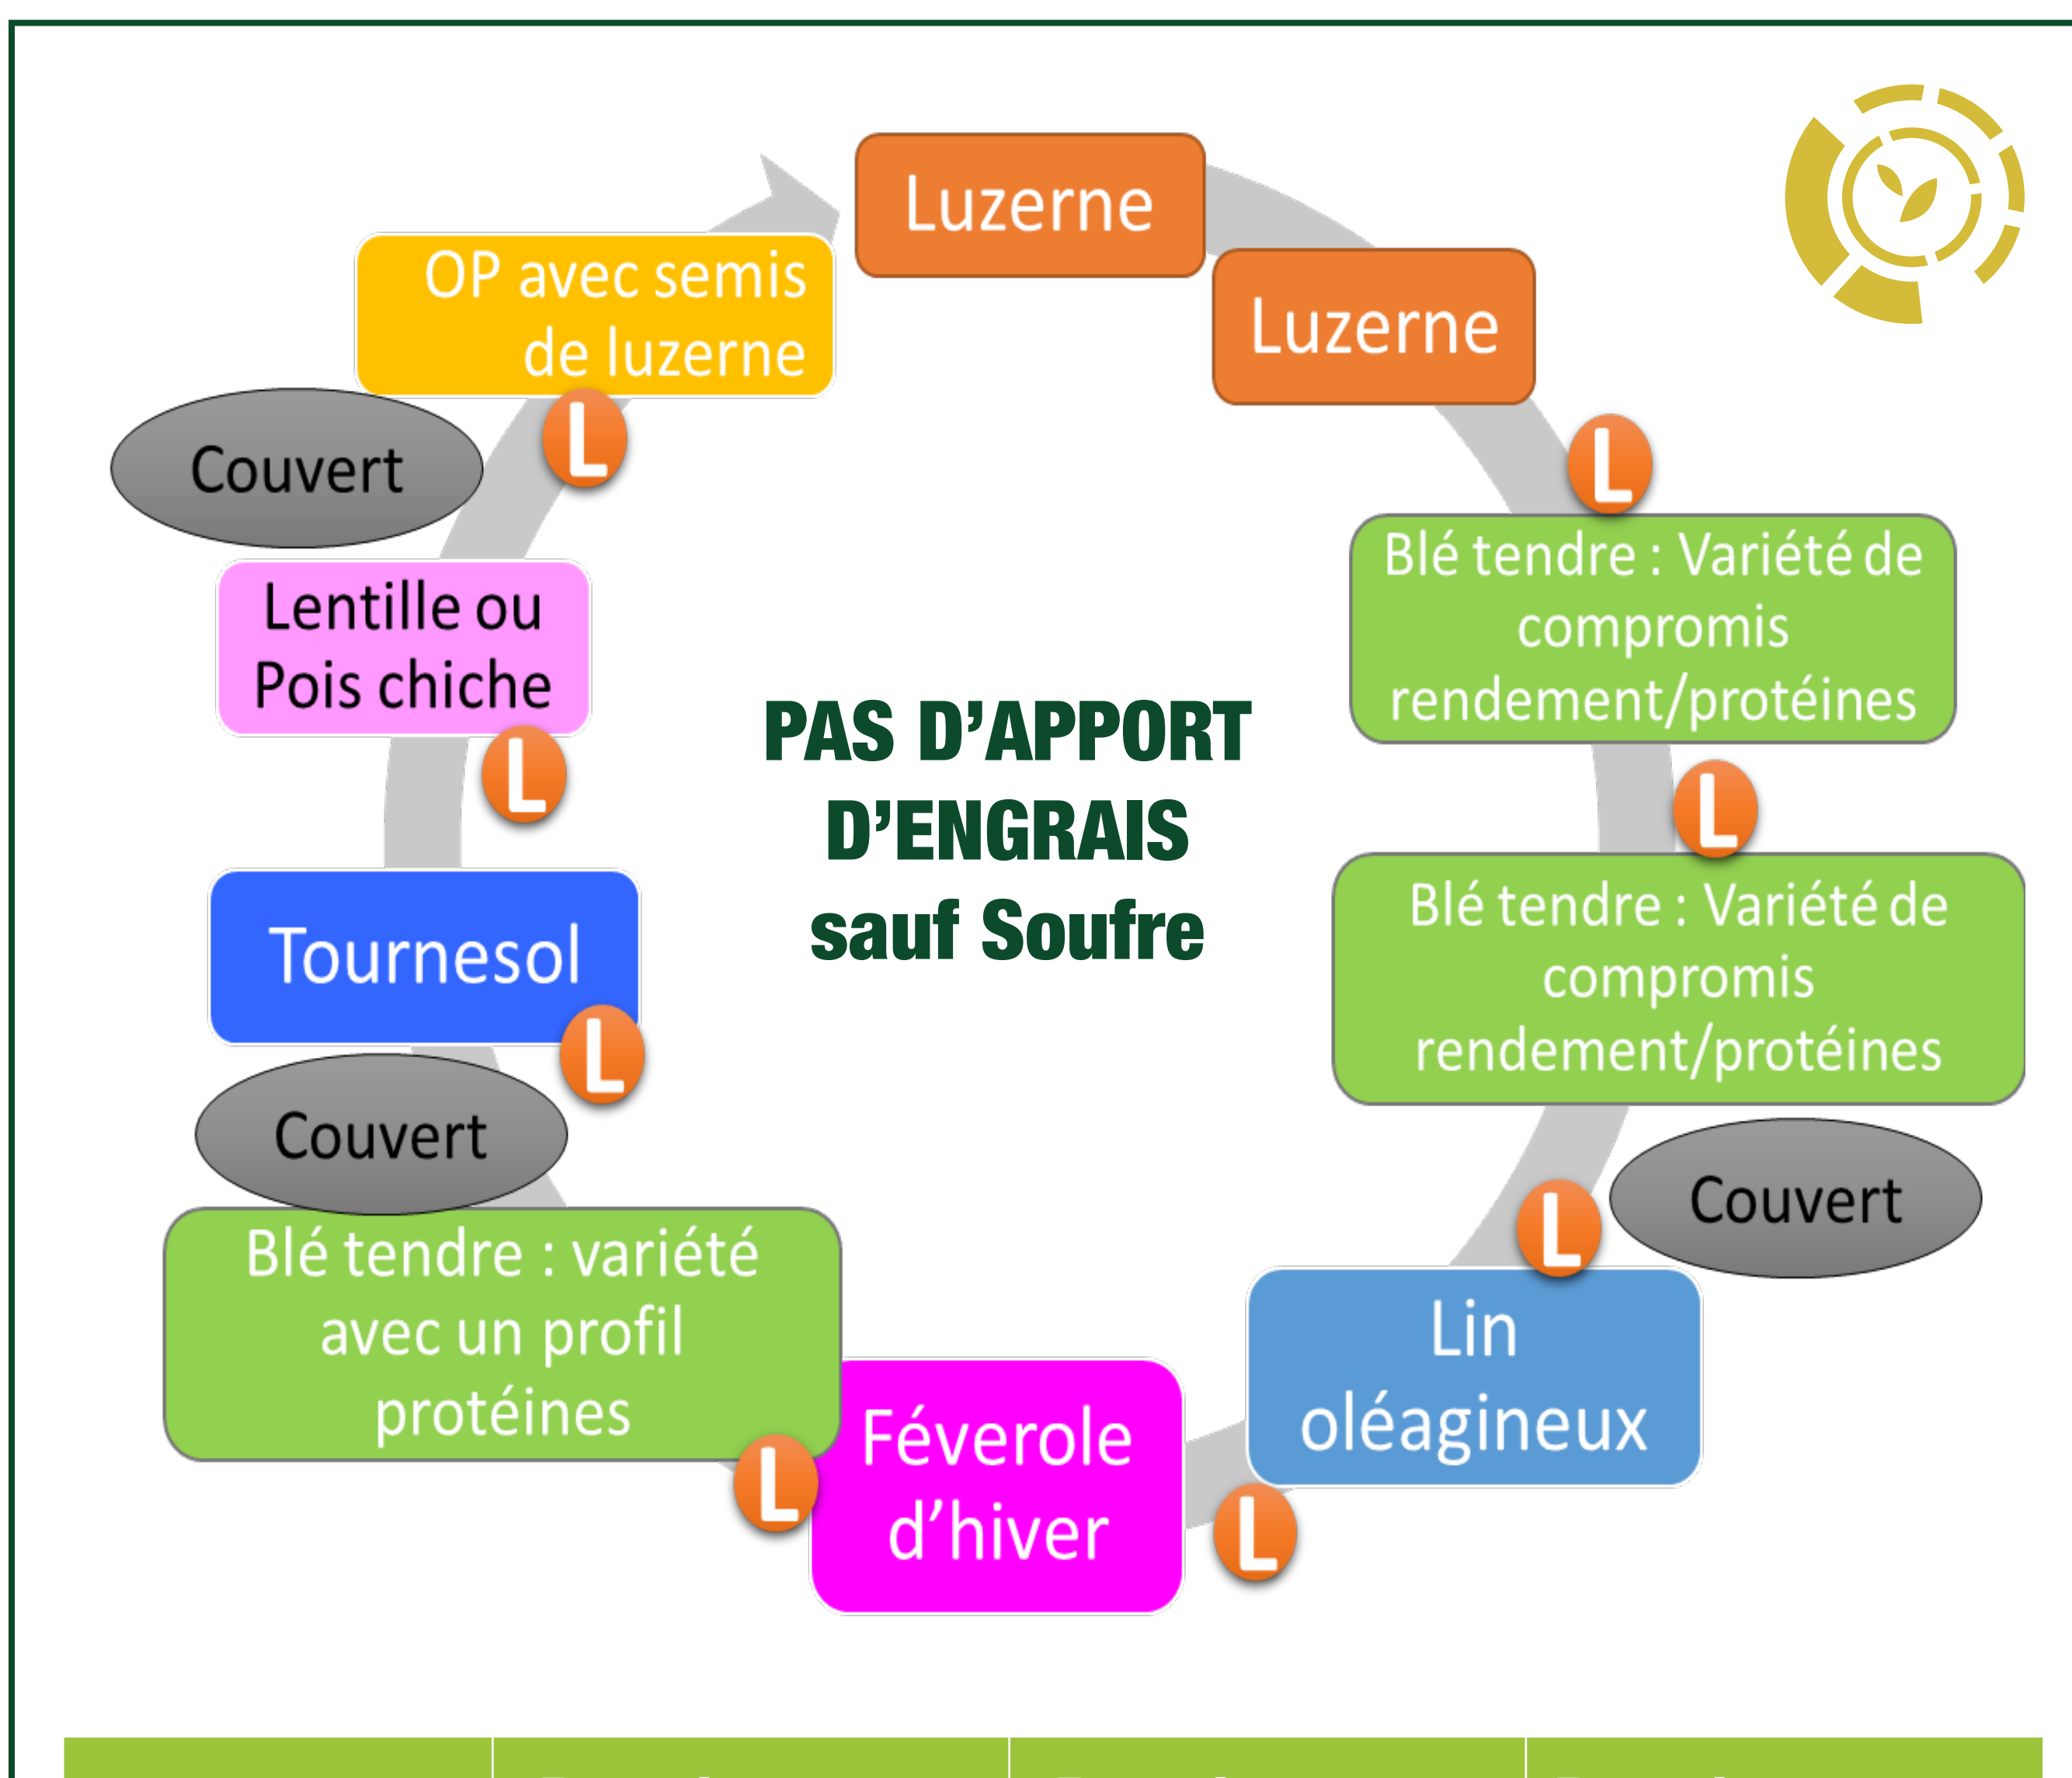 Luzerne
Luzerne
L
Blé tendre : Variété de
compromis
rendement/protéines
L
Blé tendre : Variété de
compromis
rendement/protéines
Couvert
L
Lin
oléagineux
L
Féverole
d’hiver
L
Blé tendre : variété
avec un profil
protéines
Couvert
L
Tournesol
L
Lentille ou
Pois chiche
Couvert
L
OP avec semis
de luzerne
PAS D’APPORT
D’ENGRAIS
sauf Soufre